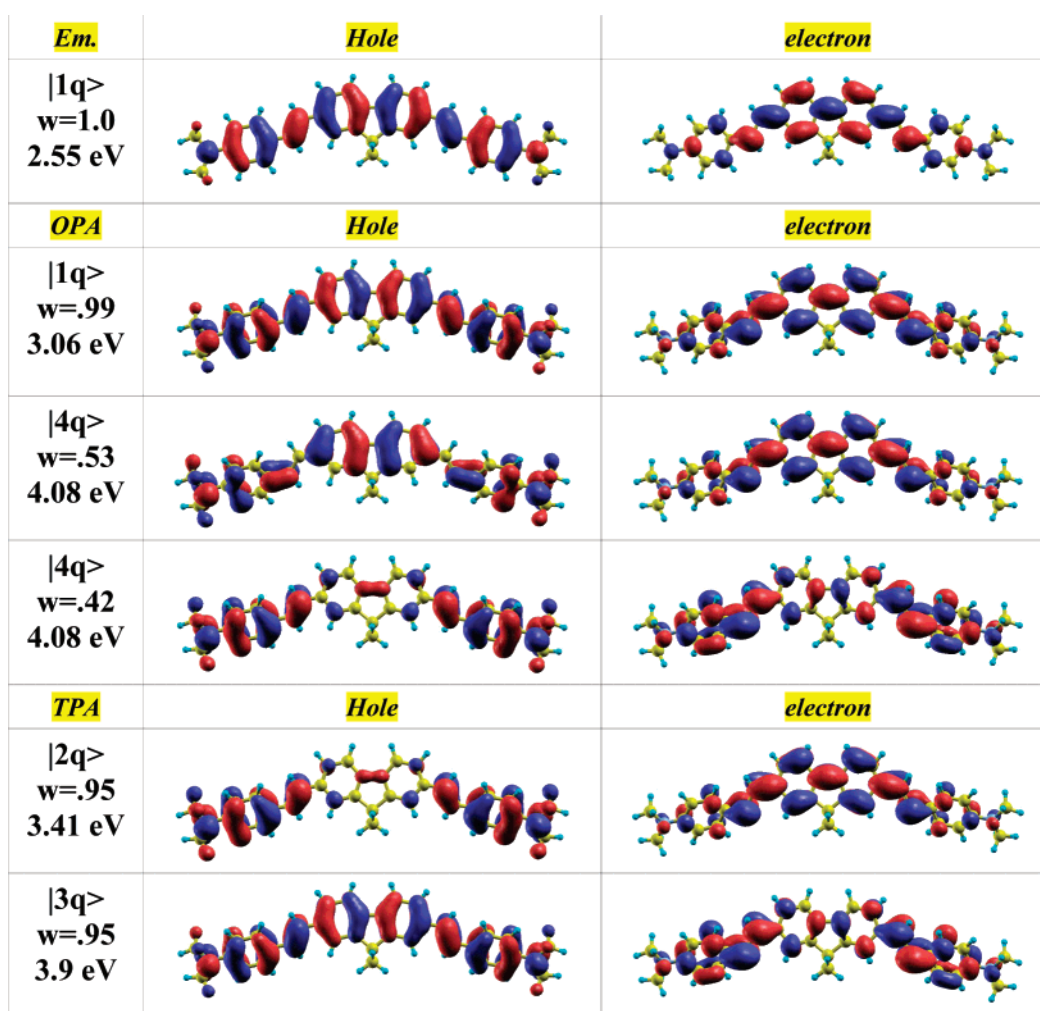 Em. Hole electron
|1q>
w=1.0
2.55 eV
OPA Hole electron
|1q>
w=.99
3.06 eV
|4q>
w=.53
4.08 eV
|4q>
w=.42
4.08 eV
TPA Hole electron
|2q>
w=.95
3.41 eV
|3q>
w=.95
3.9 eV